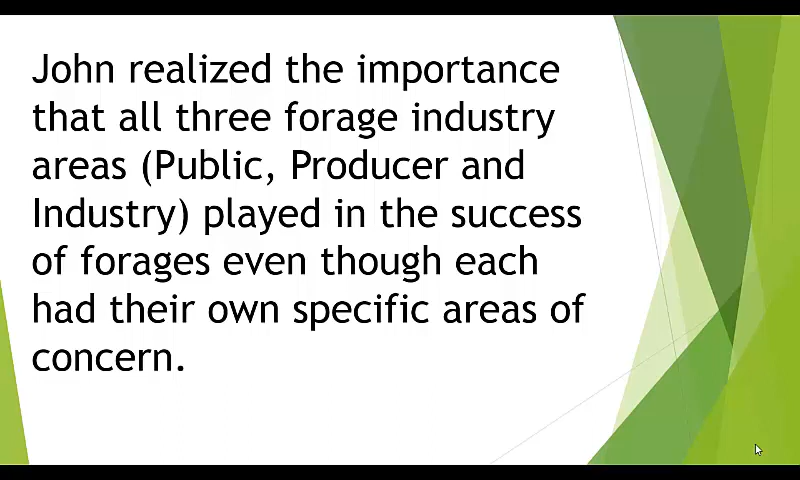 John realized the importance
that all three forage industry
areas (Public, Producer and
Industry) played in the success
of forages even though each
had their own specific areas of
concern.